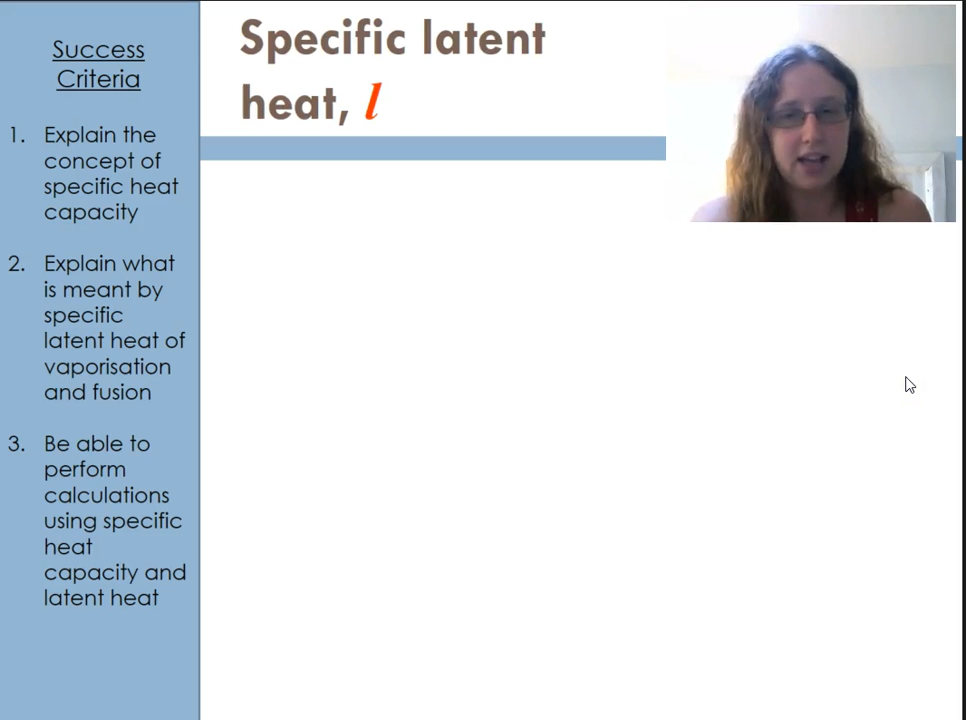 Success
Criteria
1. Explain the
concept of
specific heat
capacity
2. Explain what
is meant by
specific
latent heat of
vaporisation
and fusion
3. Be able to
perform
calculations
using specific
heat
capacity and
latent heat
Specific latent
heat, l